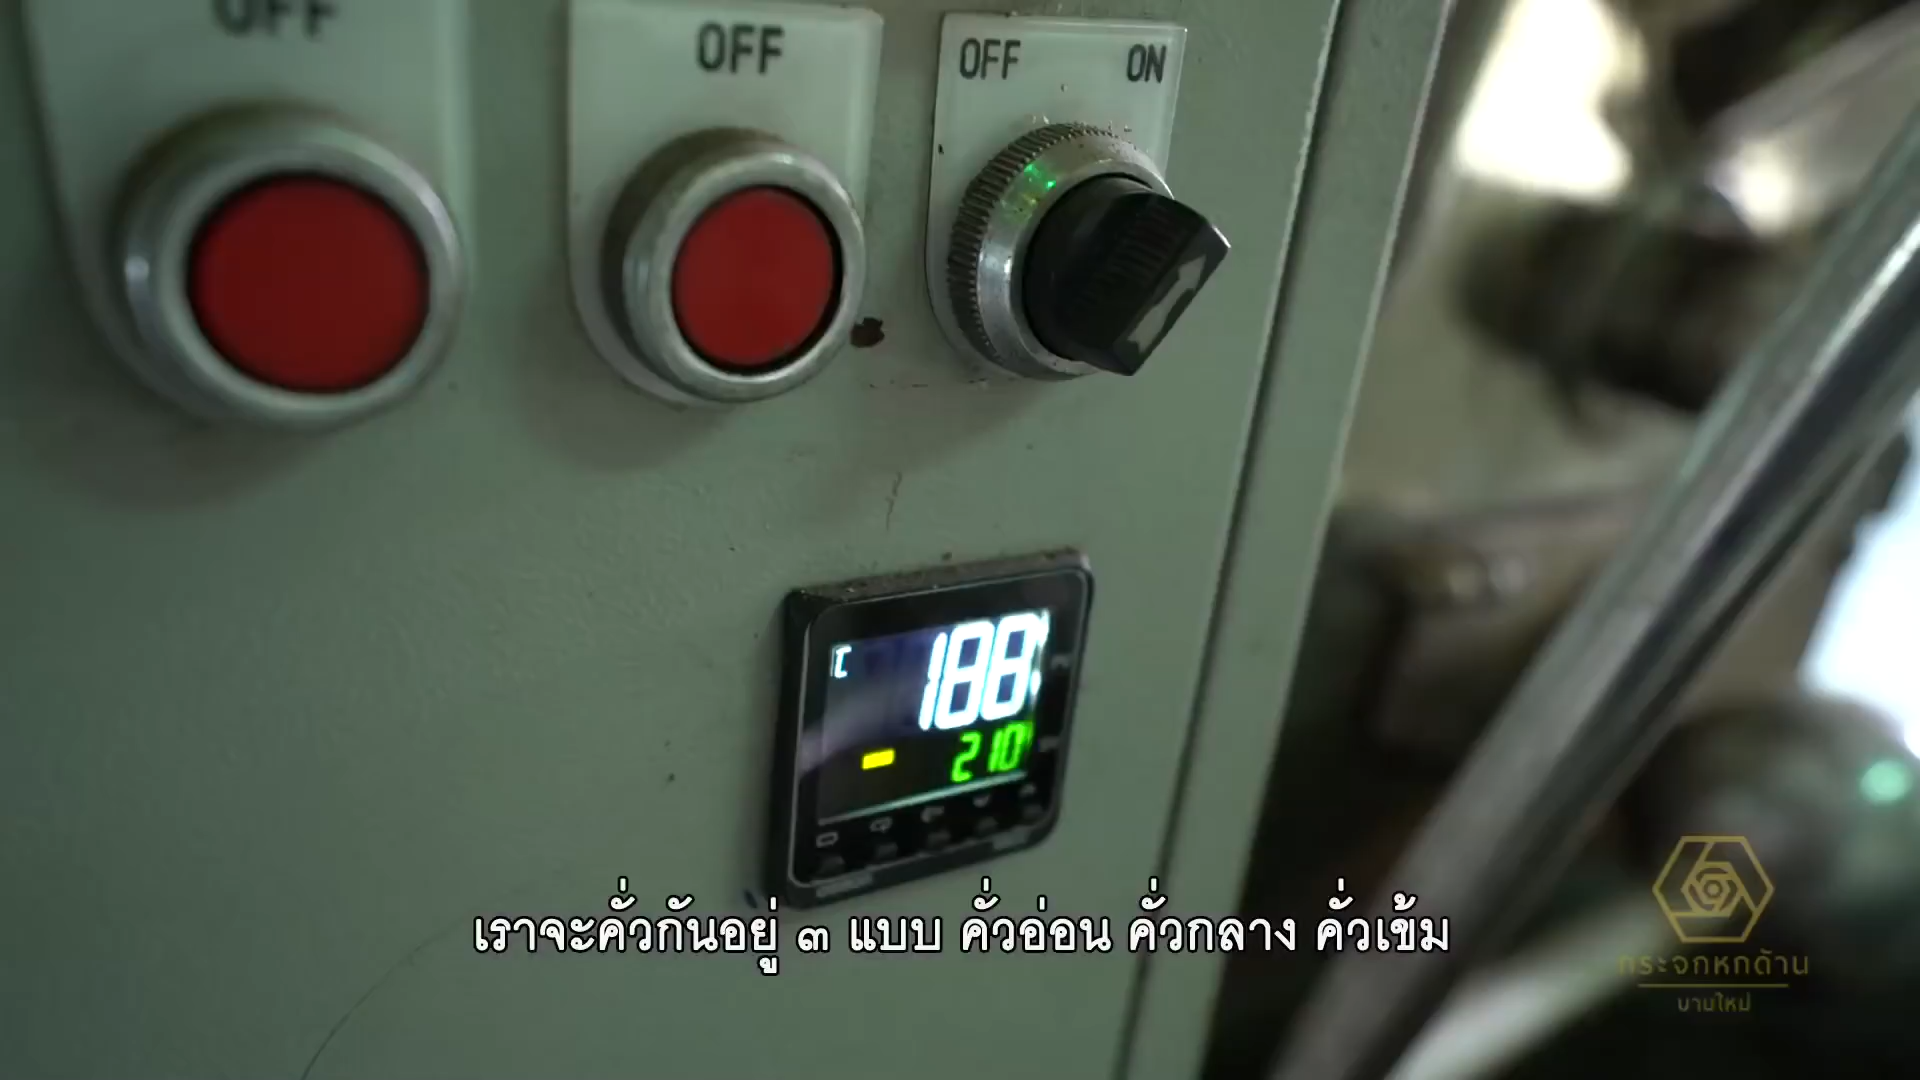 OFF
OFF
OFF ON
188
210
เราจะคั่วกันอยู่ ๓ แบบ คั่วอ่อน คั่วกลาง คั่วเข้ม
กระจกหกด้าน
บานใหม่